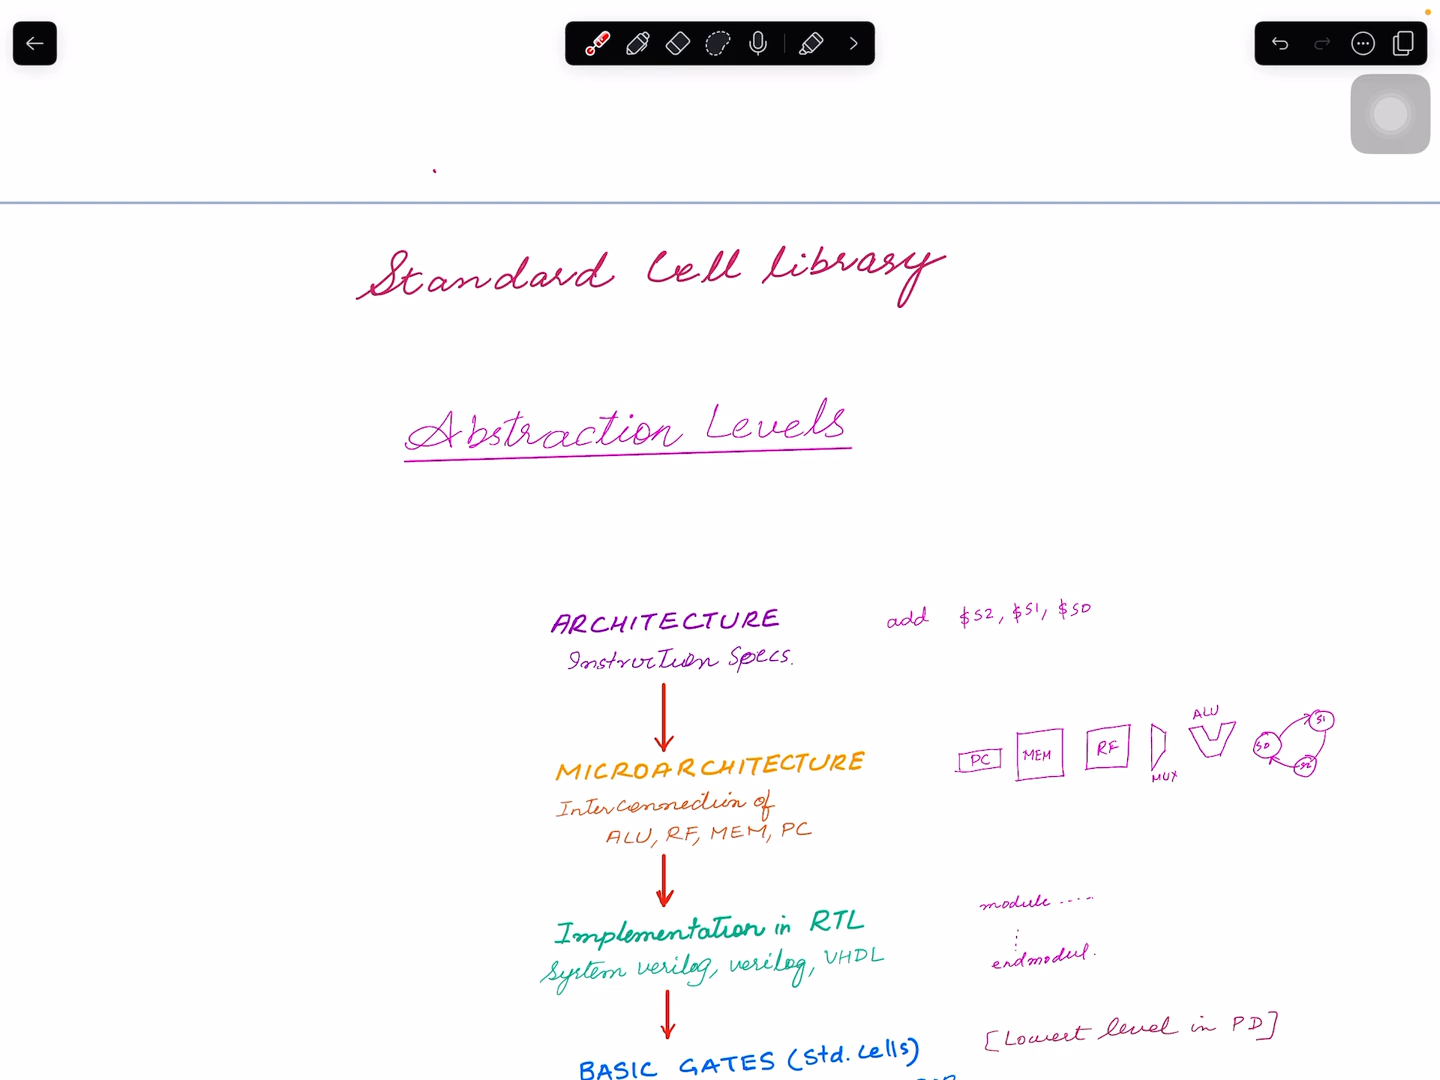 Standard Cell library
Abstraction Levels
ARCHITECTURE
add $S2, $S1, $S0
Instruction Specs.
ALU
S1
PC
MEM
RF
S0
MUX
S2
MICROARCHITECTURE
Interconnection of
ALU, RF, MEM, PC
Implementation in RTL
module .....
System verilog, verilog, VHDL
endmodul.
[Lowest level in PD]
BASIC GATES (Std. Cells)